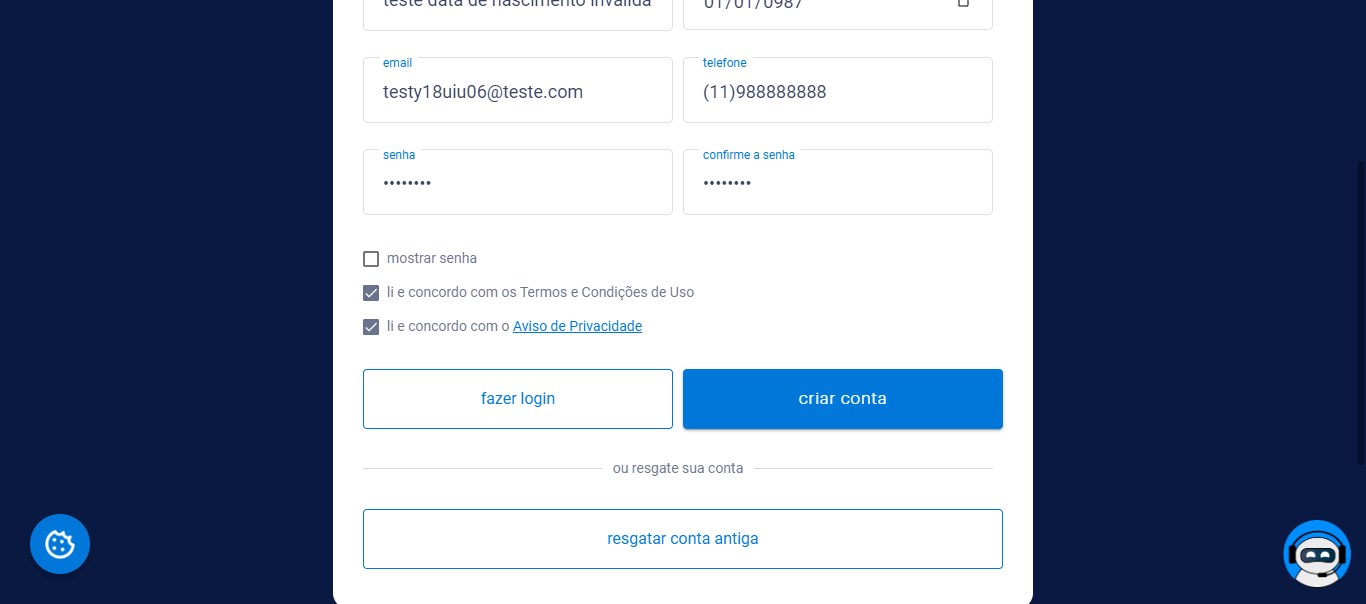 teste data de nascimento inválida
01/01/0987
email
telefone
testy18uiu06@teste.com
(11)988888888
senha
confirme a senha
••••••••
••••••••
mostrar senha
li e concordo com os Termos e Condições de Uso
li e concordo com o Aviso de Privacidade
fazer login
criar conta
ou resgate sua conta
resgatar conta antiga